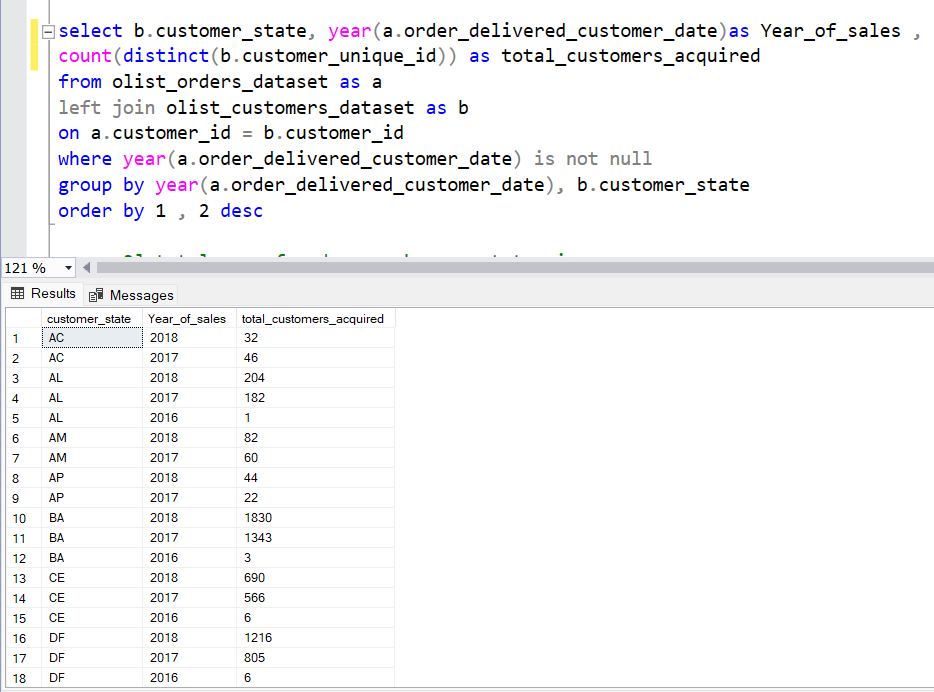 select b.customer_state, year(a.order_delivered_customer_date)as Year_of_sales ,
count(distinct(b.customer_unique_id)) as total_customers_acquired
from olist_orders_dataset as a
left join olist_customers_dataset as b
on a.customer_id = b.customer_id
where year(a.order_delivered_customer_date) is not null
group by year(a.order_delivered_customer_date), b.customer_state
order by 1 , 2 desc
121 %
Results Messages
customer_state Year_of_sales total_customers_acquired
1 AC 2018 32
2 AC 2017 46
3 AL 2018 204
4 AL 2017 182
5 AL 2016 1
6 AM 2018 82
7 AM 2017 60
8 AP 2018 44
9 AP 2017 22
10 BA 2018 1830
11 BA 2017 1343
12 BA 2016 3
13 CE 2018 690
14 CE 2017 566
15 CE 2016 6
16 DF 2018 1216
17 DF 2017 805
18 DF 2016 6